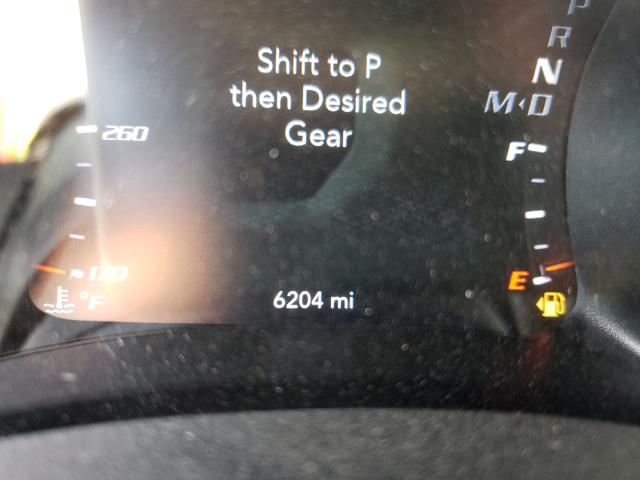 P
R
Shift to P
N
then Desired
M D
Gear
260
F
170
E
°F
6204 mi